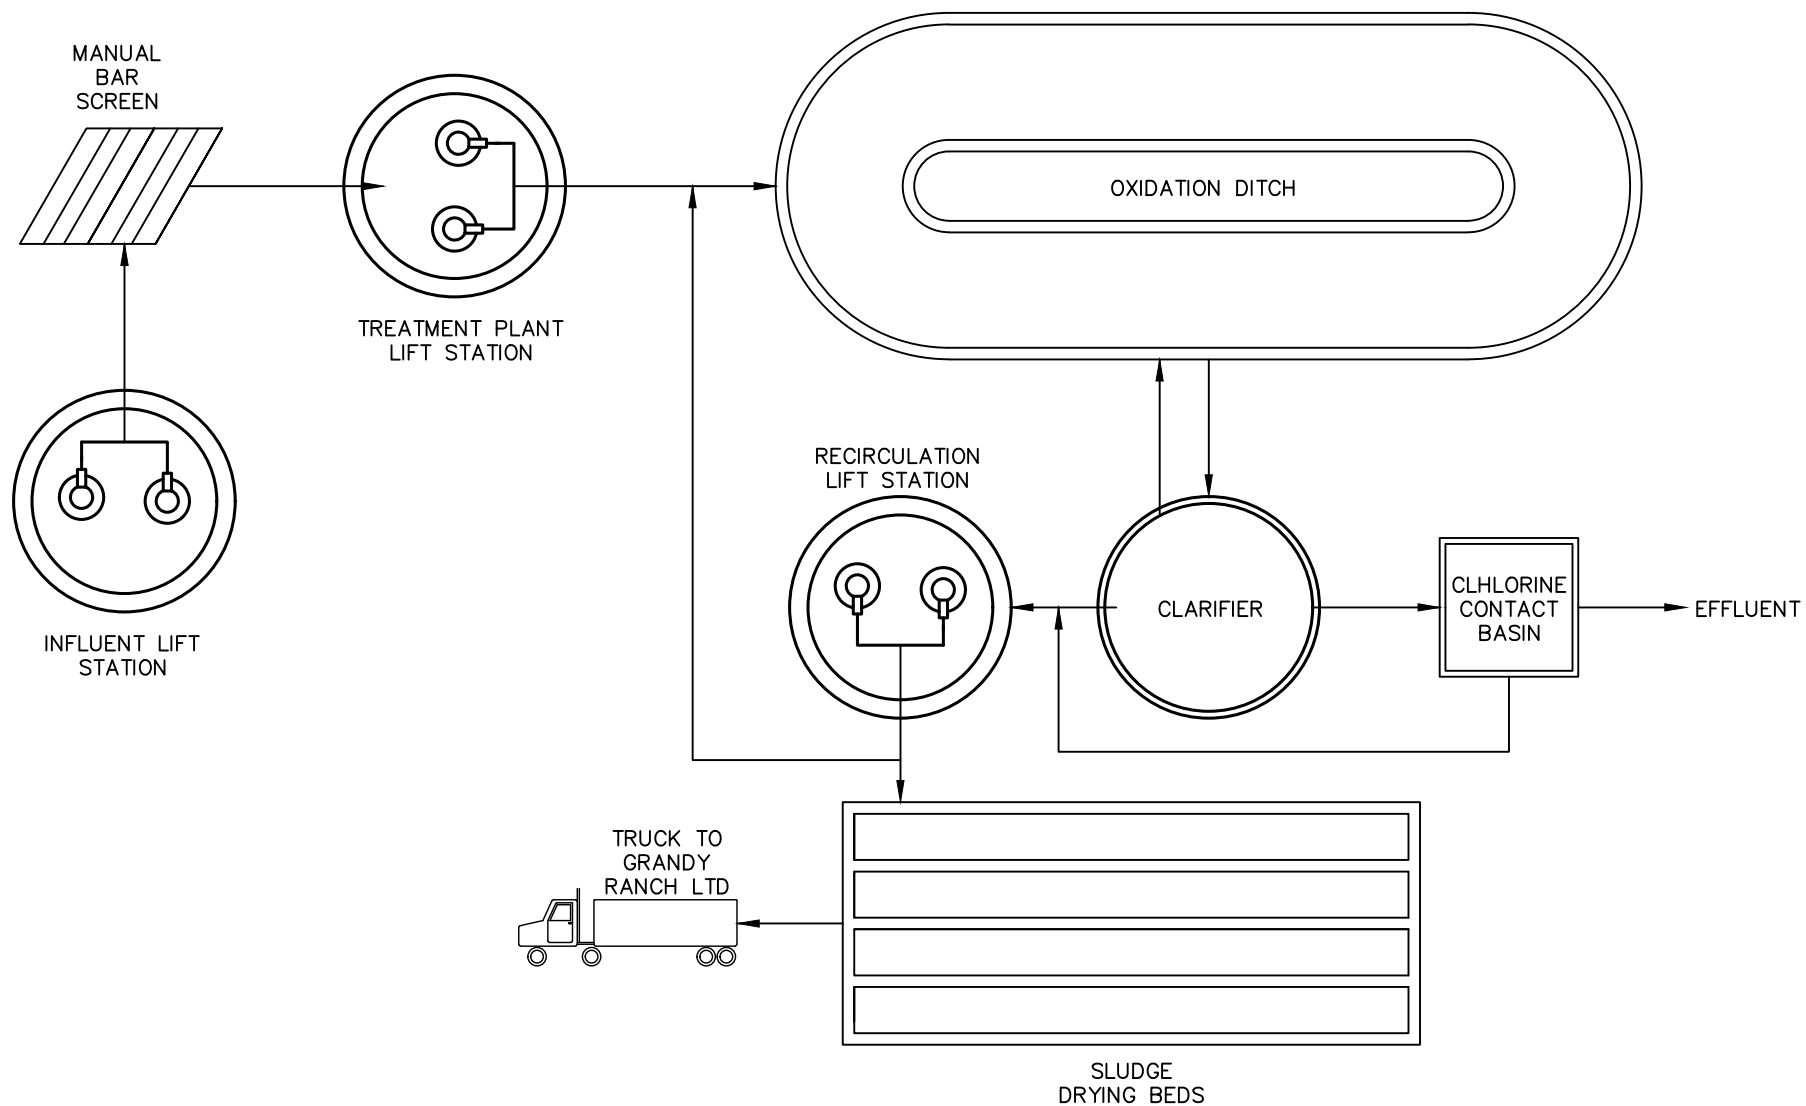 MANUAL
BAR
SCREEN
OXIDATION DITCH
TREATMENT PLANT
LIFT STATION
RECIRCULATION
LIFT STATION
INFLUENT LIFT
STATION
CLARIFIER
CLHLORINE
CONTACT
BASIN
EFFLUENT
TRUCK TO
GRANDY
RANCH LTD
SLUDGE
DRYING BEDS